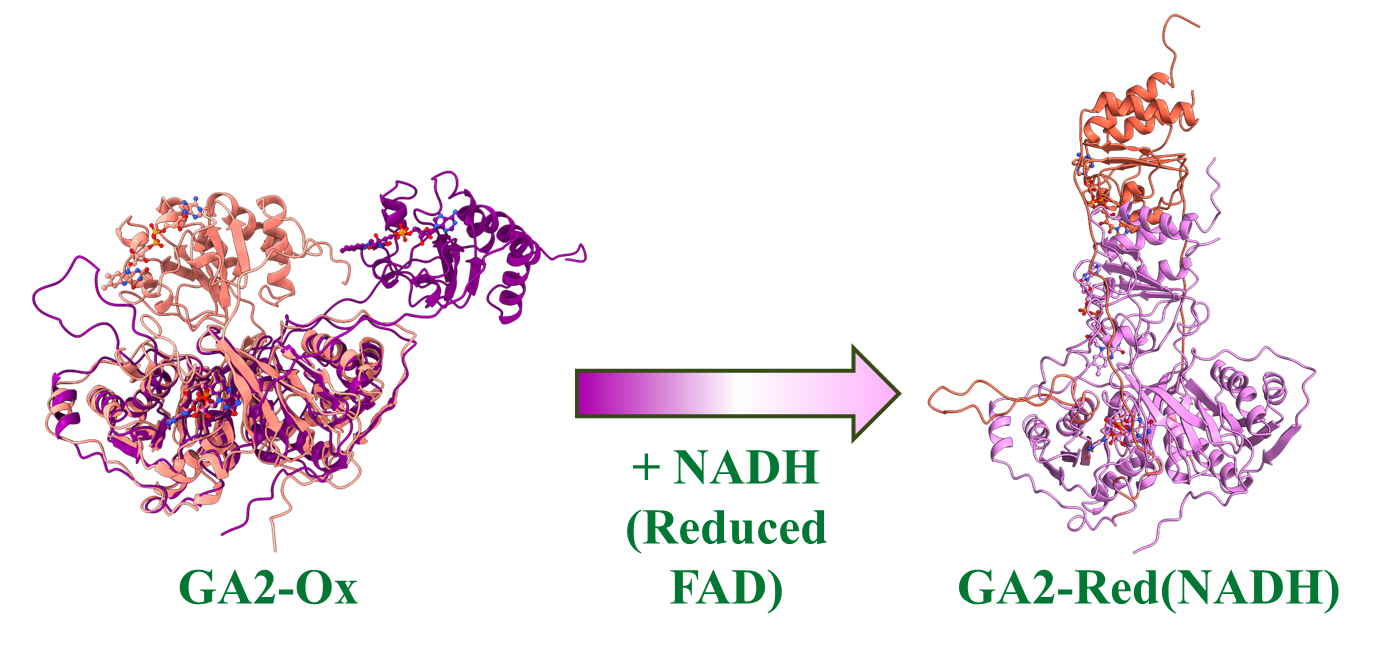 + NADH
(Reduced
FAD)
GA2-Ox
GA2-Red(NADH)